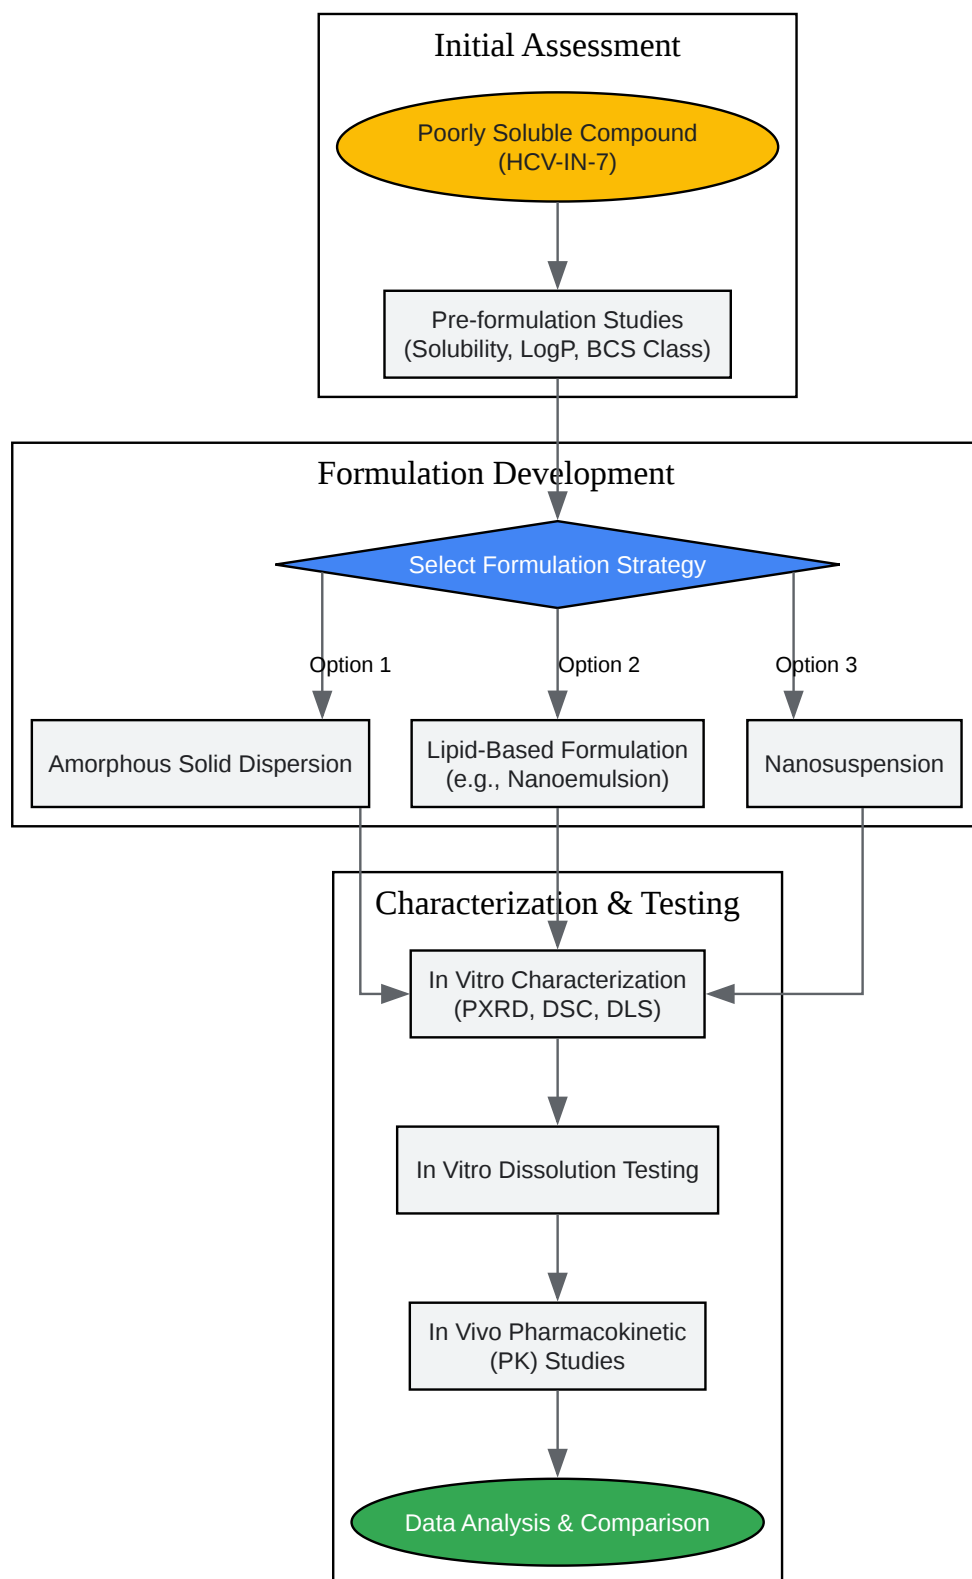 Initial Assessment
Poorly Soluble Compound
(HCV-IN-7)
Pre-formulation Studies
(Solubility, LogP, BCS Class)
Formulation Development
Select Formulation Strategy
Option 1
Option 2
Option 3
Amorphous Solid Dispersion
Lipid-Based Formulation
(e.g., Nanoemulsion)
Nanosuspension
Characterization & Testing
In Vitro Characterization
(PXRD, DSC, DLS)
In Vitro Dissolution Testing
In Vivo Pharmacokinetic
(PK) Studies
Data Analysis & Comparison